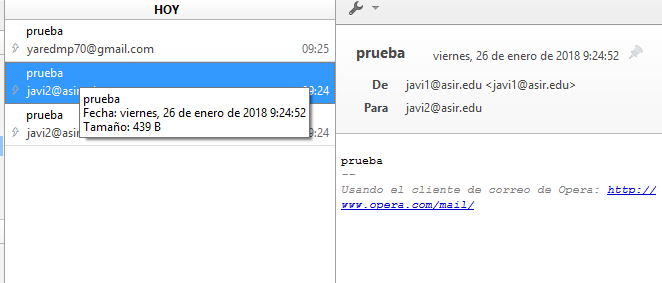 HOY
prueba
yaredmp70@gmail.com 09:25
prueba
javi2@asir 09:24
prueba
javi2@asir 09:24
prueba
Fecha: viernes, 26 de enero de 2018 9:24:52
Tamaño: 439 B
prueba viernes, 26 de enero de 2018 9:24:52
De javi1@asir.edu <javi1@asir.edu>
Para javi2@asir.edu
prueba
--
Usando el cliente de correo de Opera: http://
www.opera.com/mail/